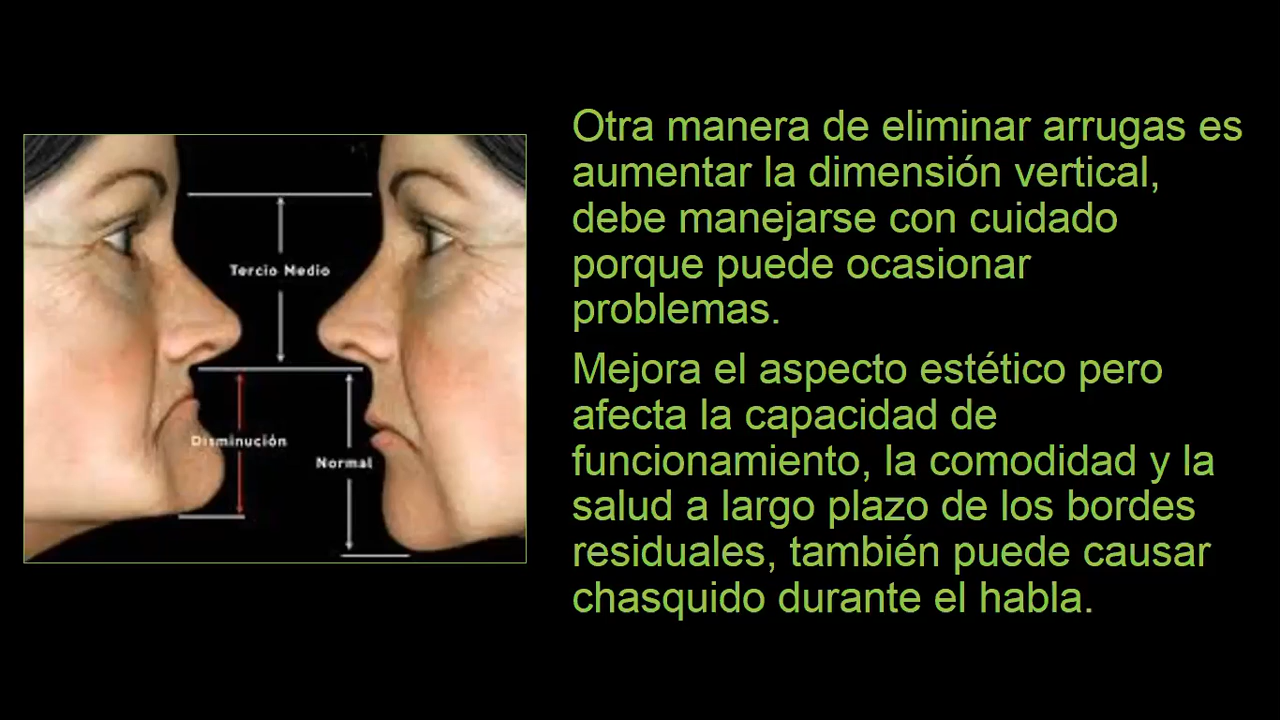 Otra manera de eliminar arrugas es
aumentar la dimensión vertical,
debe manejarse con cuidado
porque puede ocasionar
problemas.
Mejora el aspecto estético pero
afecta la capacidad de
funcionamiento, la comodidad y la
salud a largo plazo de los bordes
residuales, también puede causar
chasquido durante el habla.
Tercio Medio
Disminución
Normal